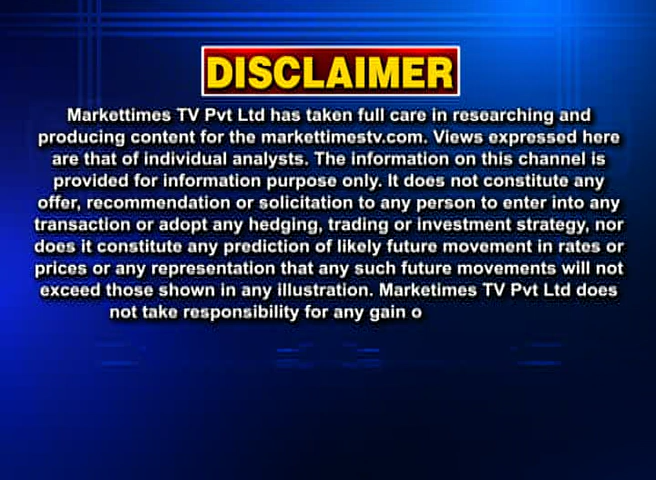 DISCLAIMER
Markettimes TV Pvt Ltd has taken full care in researching and
producing content for the markettimestv.com. Views expressed here
are that of individual analysts. The information on this channel is
provided for information purpose only. It does not constitute any
offer, recommendation or solicitation to any person to enter into any
transaction or adopt any hedging, trading or investment strategy, nor
does it constitute any prediction of likely future movement in rates or
prices or any representation that any such future movements will not
exceed those shown in any illustration. Marketimes TV Pvt Ltd does
not take responsibility for any gain o